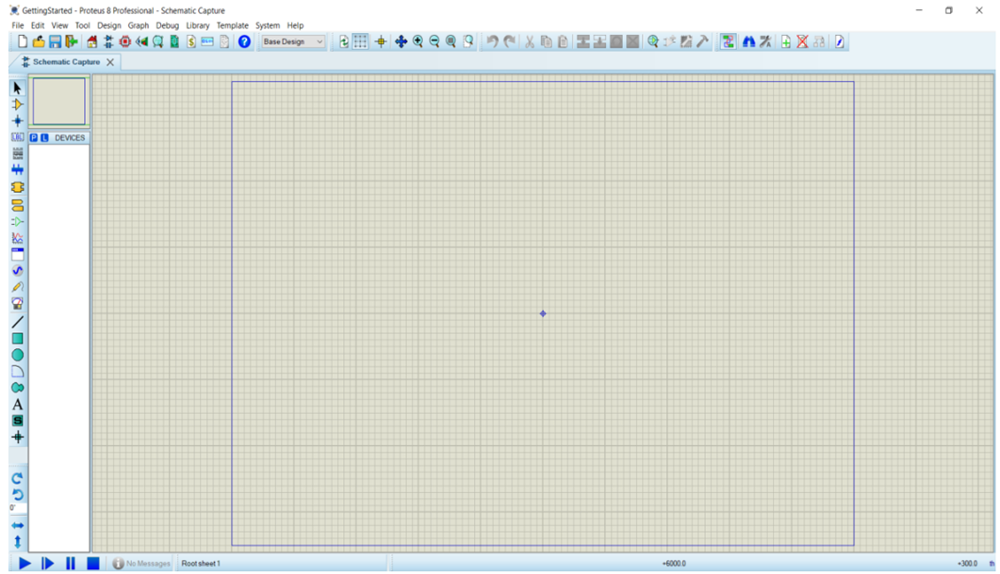 GettingStarted - Proteus 8 Professional - Schematic Capture
File Edit View Tool Design Graph Debug Library Template System Help
$ ? Base Design
Schematic Capture
LBL P L DEVICES
A
S
0°
No Messages Root sheet 1 +6000.0 +300.0 th